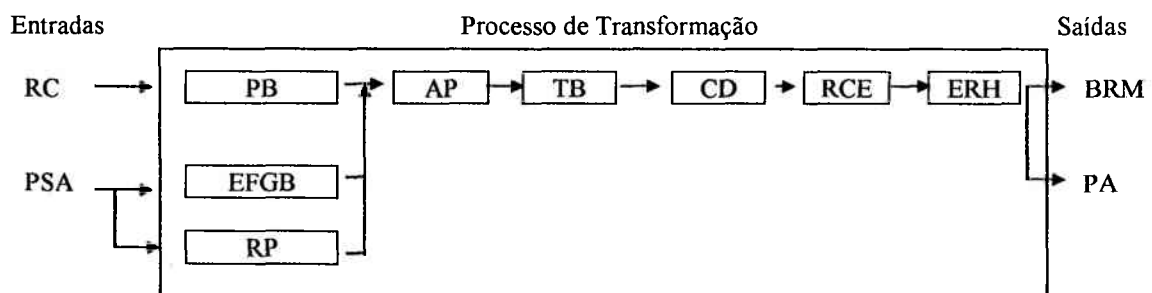 Entradas Processo de Transformação Saídas
RC PB AP TB CD RCE ERH BRM
PSA EFGB PA
RP